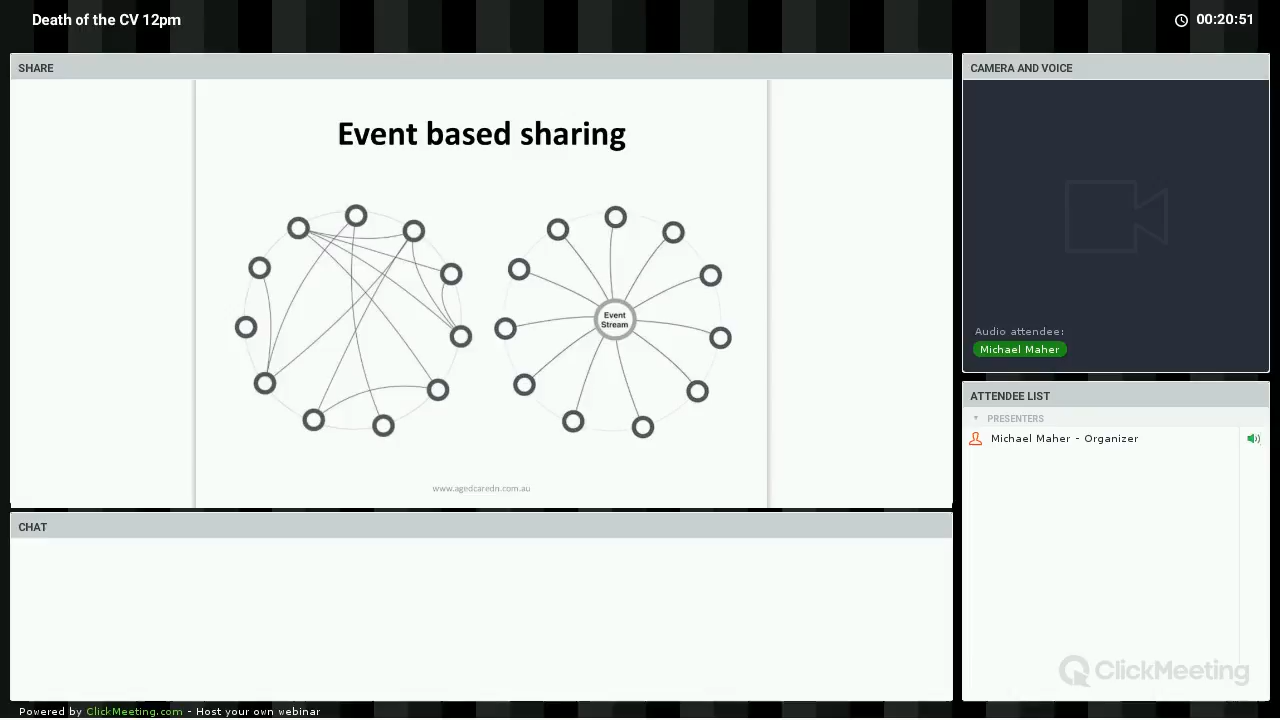 Death of the CV 12pm
00:20:51
SHARE
Event based sharing
Event
Stream
www.agedcaredn.com.au
CAMERA AND VOICE
Audio attendee:
Michael Maher
ATTENDEE LIST
PRESENTERS
Michael Maher - Organizer
CHAT
ClickMeeting
Powered by ClickMeeting.com - Host your own webinar